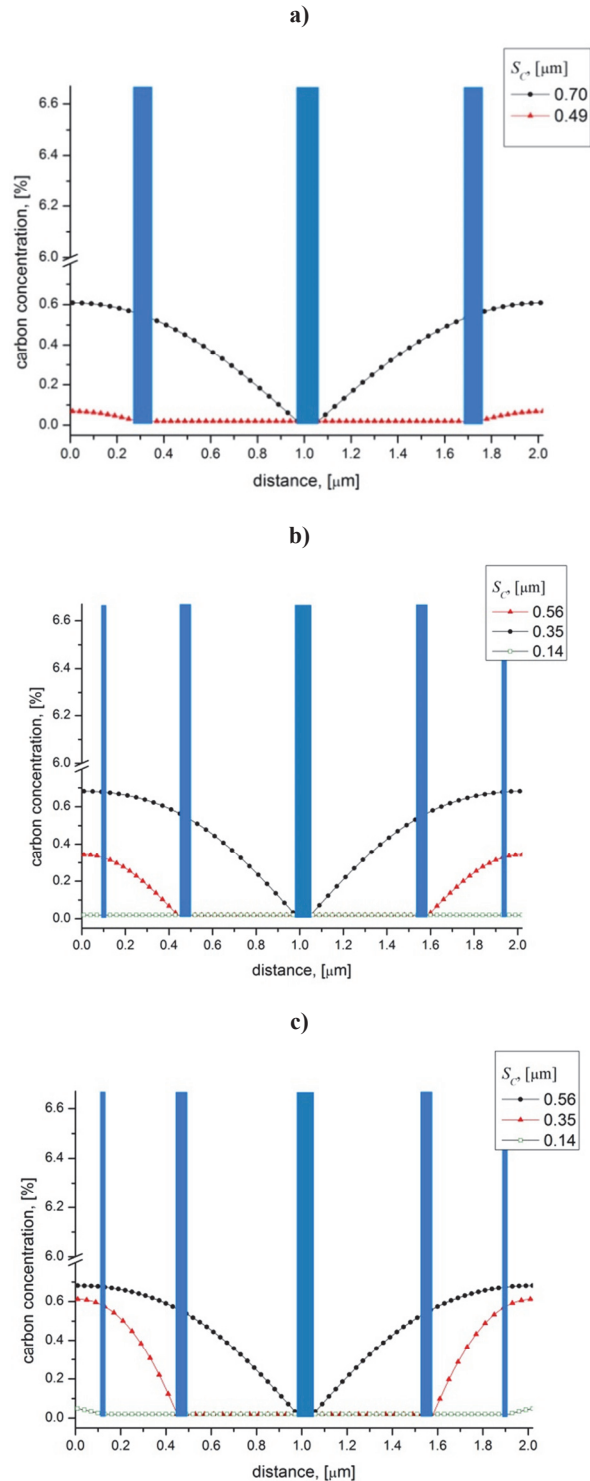 a)
S_C, [μm]
0.70
0.49
carbon concentration, [%]
6.6
6.4
6.2
6.0
0.6
0.4
0.2
0.0
0.0 0.2 0.4 0.6 0.8 1.0 1.2 1.4 1.6 1.8 2.0
distance, [μm]
b)
S_C, [μm]
0.56
0.35
0.14
carbon concentration, [%]
6.6
6.4
6.2
6.0
0.6
0.4
0.2
0.0
0.0 0.2 0.4 0.6 0.8 1.0 1.2 1.4 1.6 1.8 2.0
distance, [μm]
c)
S_C, [μm]
0.56
0.35
0.14
carbon concentration, [%]
6.6
6.4
6.2
6.0
0.6
0.4
0.2
0.0
0.0 0.2 0.4 0.6 0.8 1.0 1.2 1.4 1.6 1.8 2.0
distance, [μm]